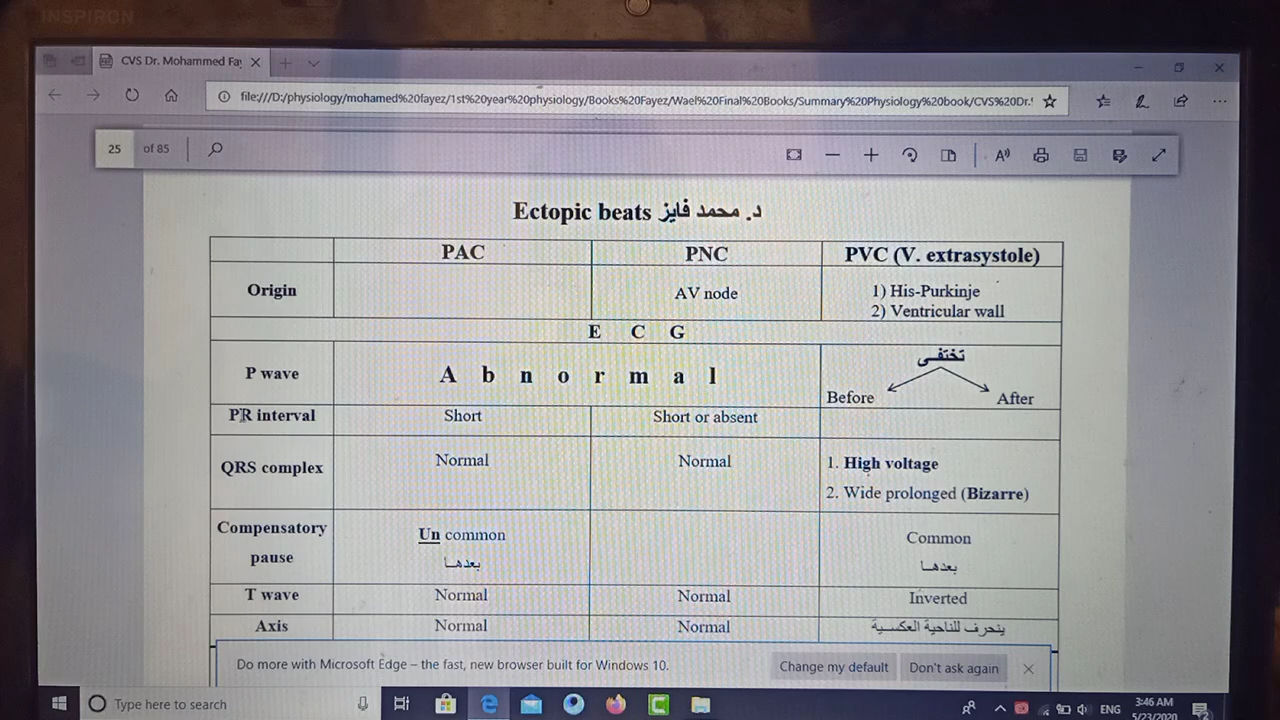 INSPIRON
CVS Dr. Mohammed Fay
file:///D:/physiology/mohamed%20fayez/1st%20year%20physiology/Books%20Fayez/Wael%20Final%20Books/Summary%20Physiology%20book/CVS%20Dr.
25 of 85
Ectopic beats د. محمد فايز
PAC PNC PVC (V. extrasystole)
Origin AV node 1) His-Purkinje
2) Ventricular wall
E C G
P wave A b n o r m a l تختفى
Before After
PR interval Short Short or absent
QRS complex Normal Normal 1. High voltage
2. Wide prolonged (Bizarre)
Compensatory pause Un common Common
بعدها بعدها
T wave Normal Normal Inverted
Axis Normal Normal ينحرف للناحية العكسية
Do more with Microsoft Edge – the fast, new browser built for Windows 10. Change my default Don't ask again
Type here to search ENG 3:46 AM
5/23/2020